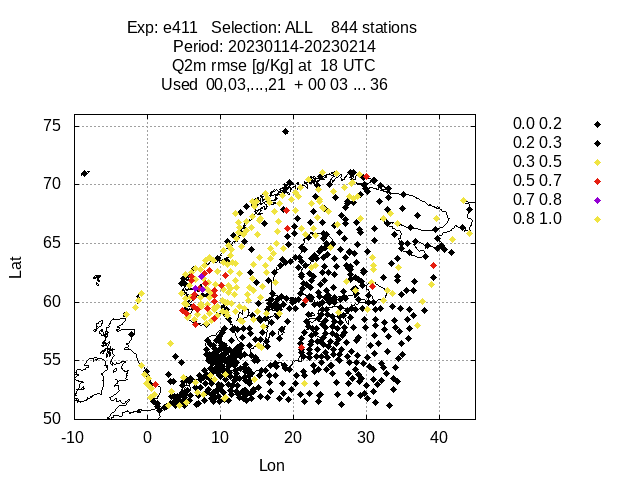 Exp: e411 Selection: ALL 844 stations
Period: 20230114-20230214
Q2m rmse [g/Kg] at 18 UTC
Used 00,03,...,21 + 00 03 ... 36
75
70
65
60
55
50
Lat
-10 0 10 20 30 40
Lon
0.0 0.2
0.2 0.3
0.3 0.5
0.5 0.7
0.7 0.8
0.8 1.0